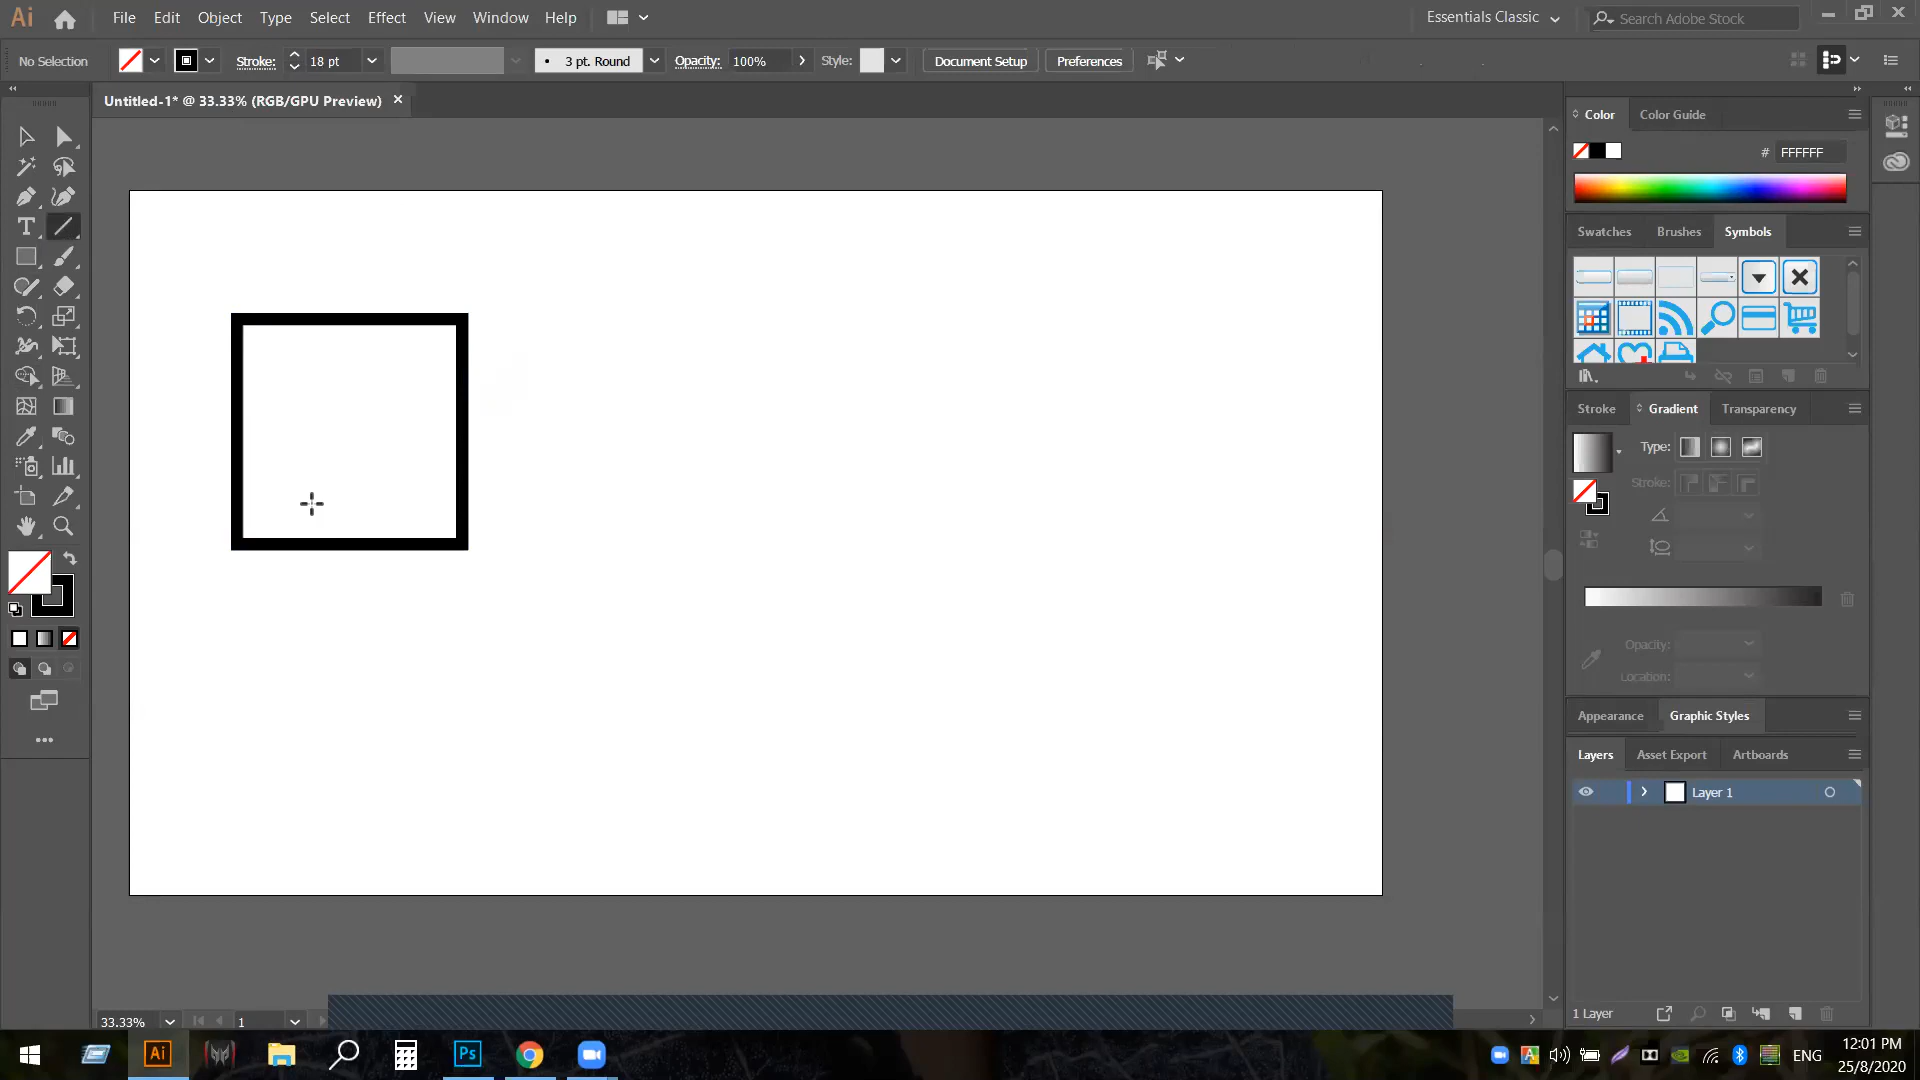 Ai File Edit Object Type Select Effect View Window Help Essentials Classic Search Adobe Stock
No Selection Stroke: 18 pt 3 pt. Round Opacity: 100% Style: Document Setup Preferences
Untitled-1* @ 33.33% (RGB/GPU Preview)
Color Color Guide
# FFFFFF
T
Swatches Brushes Symbols
Stroke Gradient Transparency
Type:
Stroke:
Opacity:
Location:
Appearance Graphic Styles
Layers Asset Export Artboards
Layer 1
33.33% 1 1 Layer
Ai Ps A ENG 12:01 PM
25/8/2020